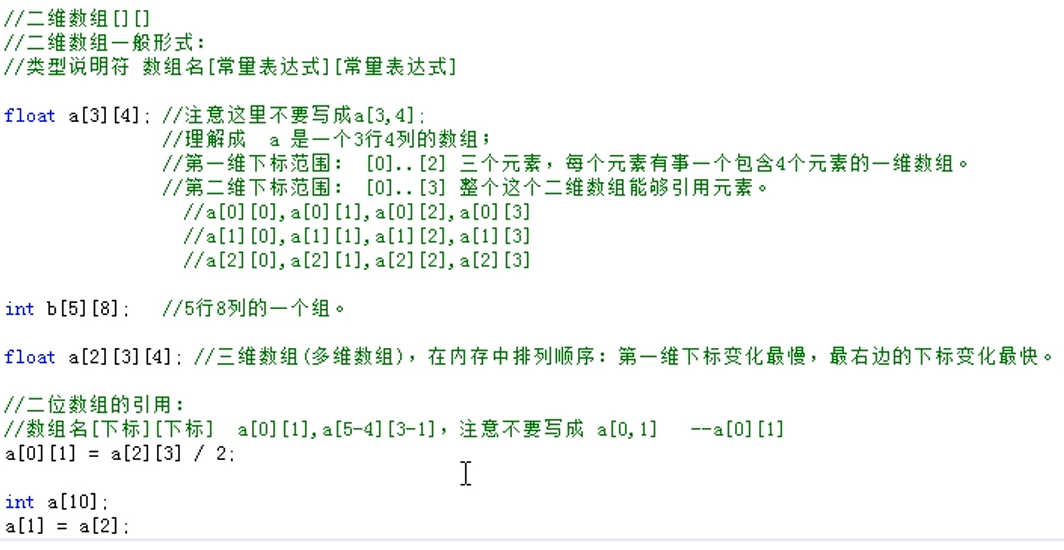 //二维数组[][]
//二维数组一般形式：
//类型说明符 数组名[常量表达式][常量表达式]
float a[3][4]; //注意这里不要写成a[3,4];
//理解成  a 是一个3行4列的数组；
//第一维下标范围： [0]..[2] 三个元素，每个元素有事一个包含4个元素的一维数组。
//第二维下标范围： [0]..[3] 整个这个二维数组能够引用元素。
//a[0][0],a[0][1],a[0][2],a[0][3]
//a[1][0],a[1][1],a[1][2],a[1][3]
//a[2][0],a[2][1],a[2][2],a[2][3]
int b[5][8];   //5行8列的一个组。
float a[2][3][4]; //三维数组(多维数组)，在内存中排列顺序：第一维下标变化最慢，最右边的下标变化最快。
//二位数组的引用：
//数组名[下标][下标]  a[0][1],a[5-4][3-1]，注意不要写成 a[0,1]   --a[0][1]
a[0][1] = a[2][3] / 2;
int a[10];
a[1] = a[2];